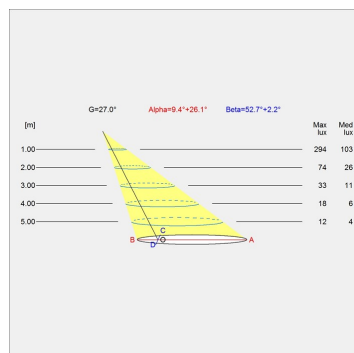 G=27.0° Alpha=9.4°+26.1° Beta=52.7°+2.2°
[m] Max Med
lux lux
1.00 294 103
2.00 74 26
3.00 33 11
4.00 18 6
5.00 12 4
C
B O A
D